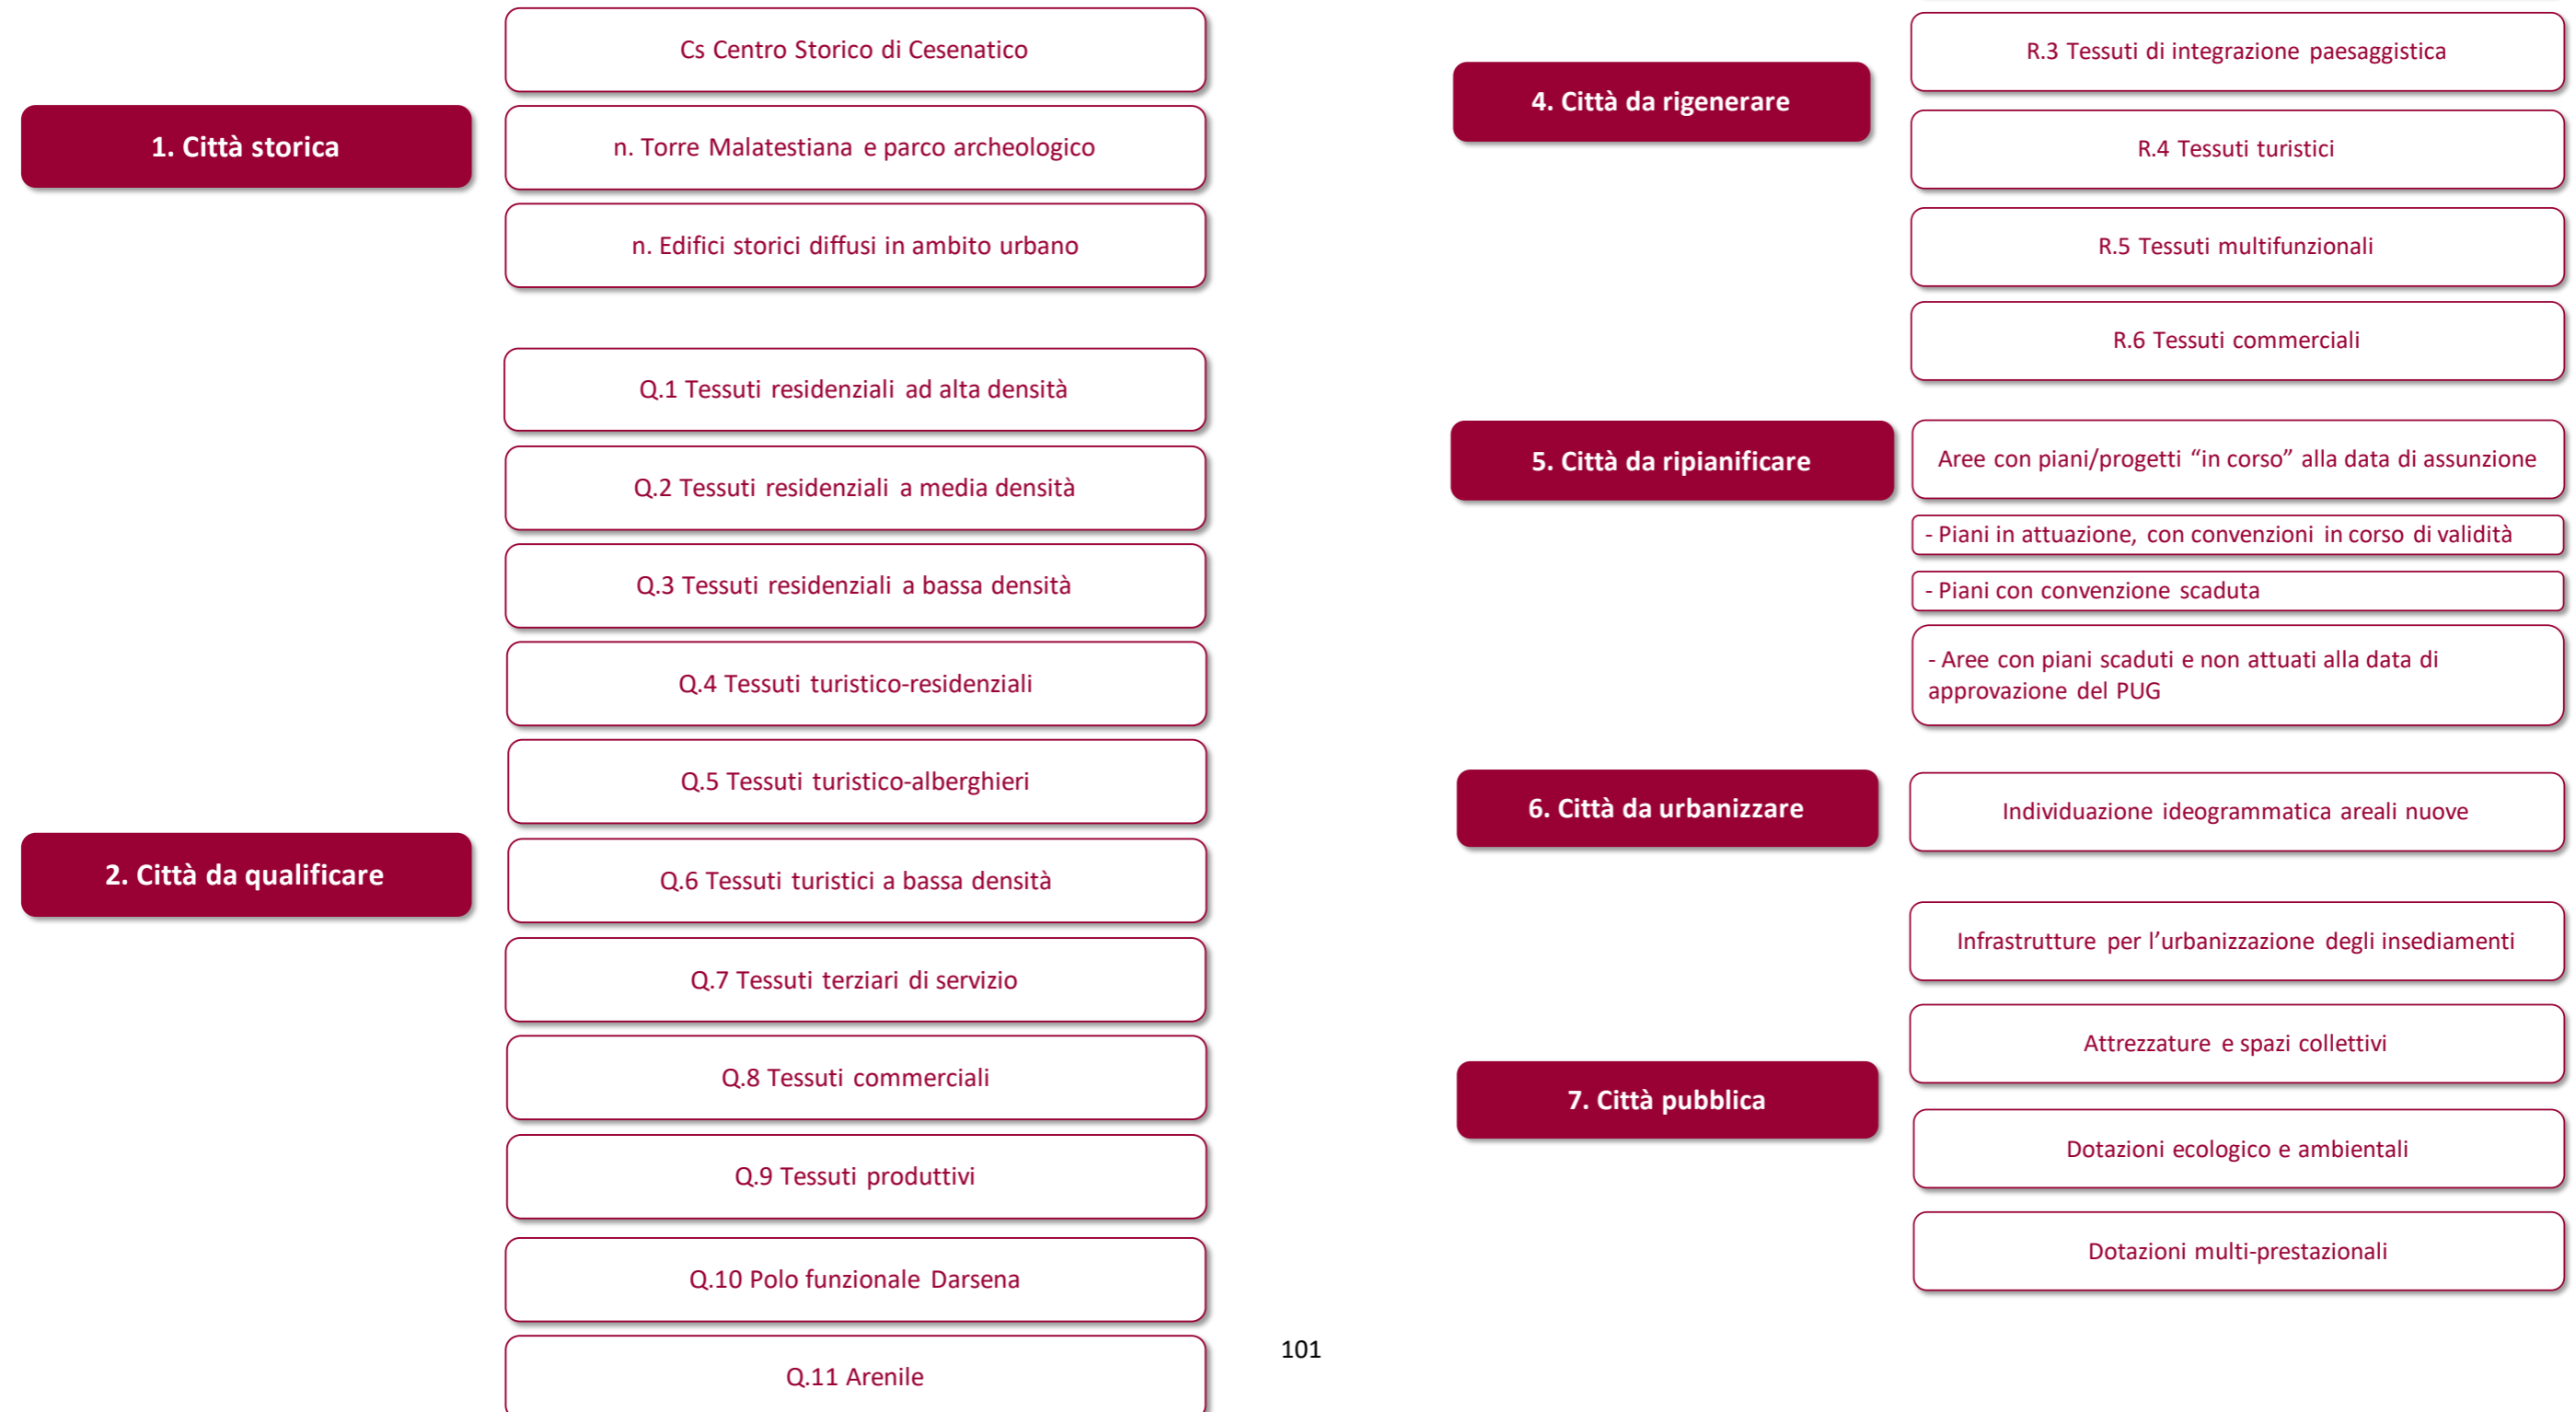 1. Città storica
Cs Centro Storico di Cesenatico
n. Torre Malatestiana e parco archeologico
n. Edifici storici diffusi in ambito urbano
2. Città da qualificare
Q.1 Tessuti residenziali ad alta densità
Q.2 Tessuti residenziali a media densità
Q.3 Tessuti residenziali a bassa densità
Q.4 Tessuti turistico-residenziali
Q.5 Tessuti turistico-alberghieri
Q.6 Tessuti turistici a bassa densità
Q.7 Tessuti terziari di servizio
Q.8 Tessuti commerciali
Q.9 Tessuti produttivi
Q.10 Polo funzionale Darsena
Q.11 Arenile
4. Città da rigenerare
R.3 Tessuti di integrazione paesaggistica
R.4 Tessuti turistici
R.5 Tessuti multifunzionali
R.6 Tessuti commerciali
5. Città da ripianificare
Aree con piani/progetti “in corso” alla data di assunzione
- Piani in attuazione, con convenzioni in corso di validità
- Piani con convenzione scaduta
- Aree con piani scaduti e non attuati alla data di
approvazione del PUG
6. Città da urbanizzare
Individuazione ideogrammatica areali nuove
7. Città pubblica
Infrastrutture per l’urbanizzazione degli insediamenti
Attrezzature e spazi collettivi
Dotazioni ecologico e ambientali
Dotazioni multi-prestazionali
101